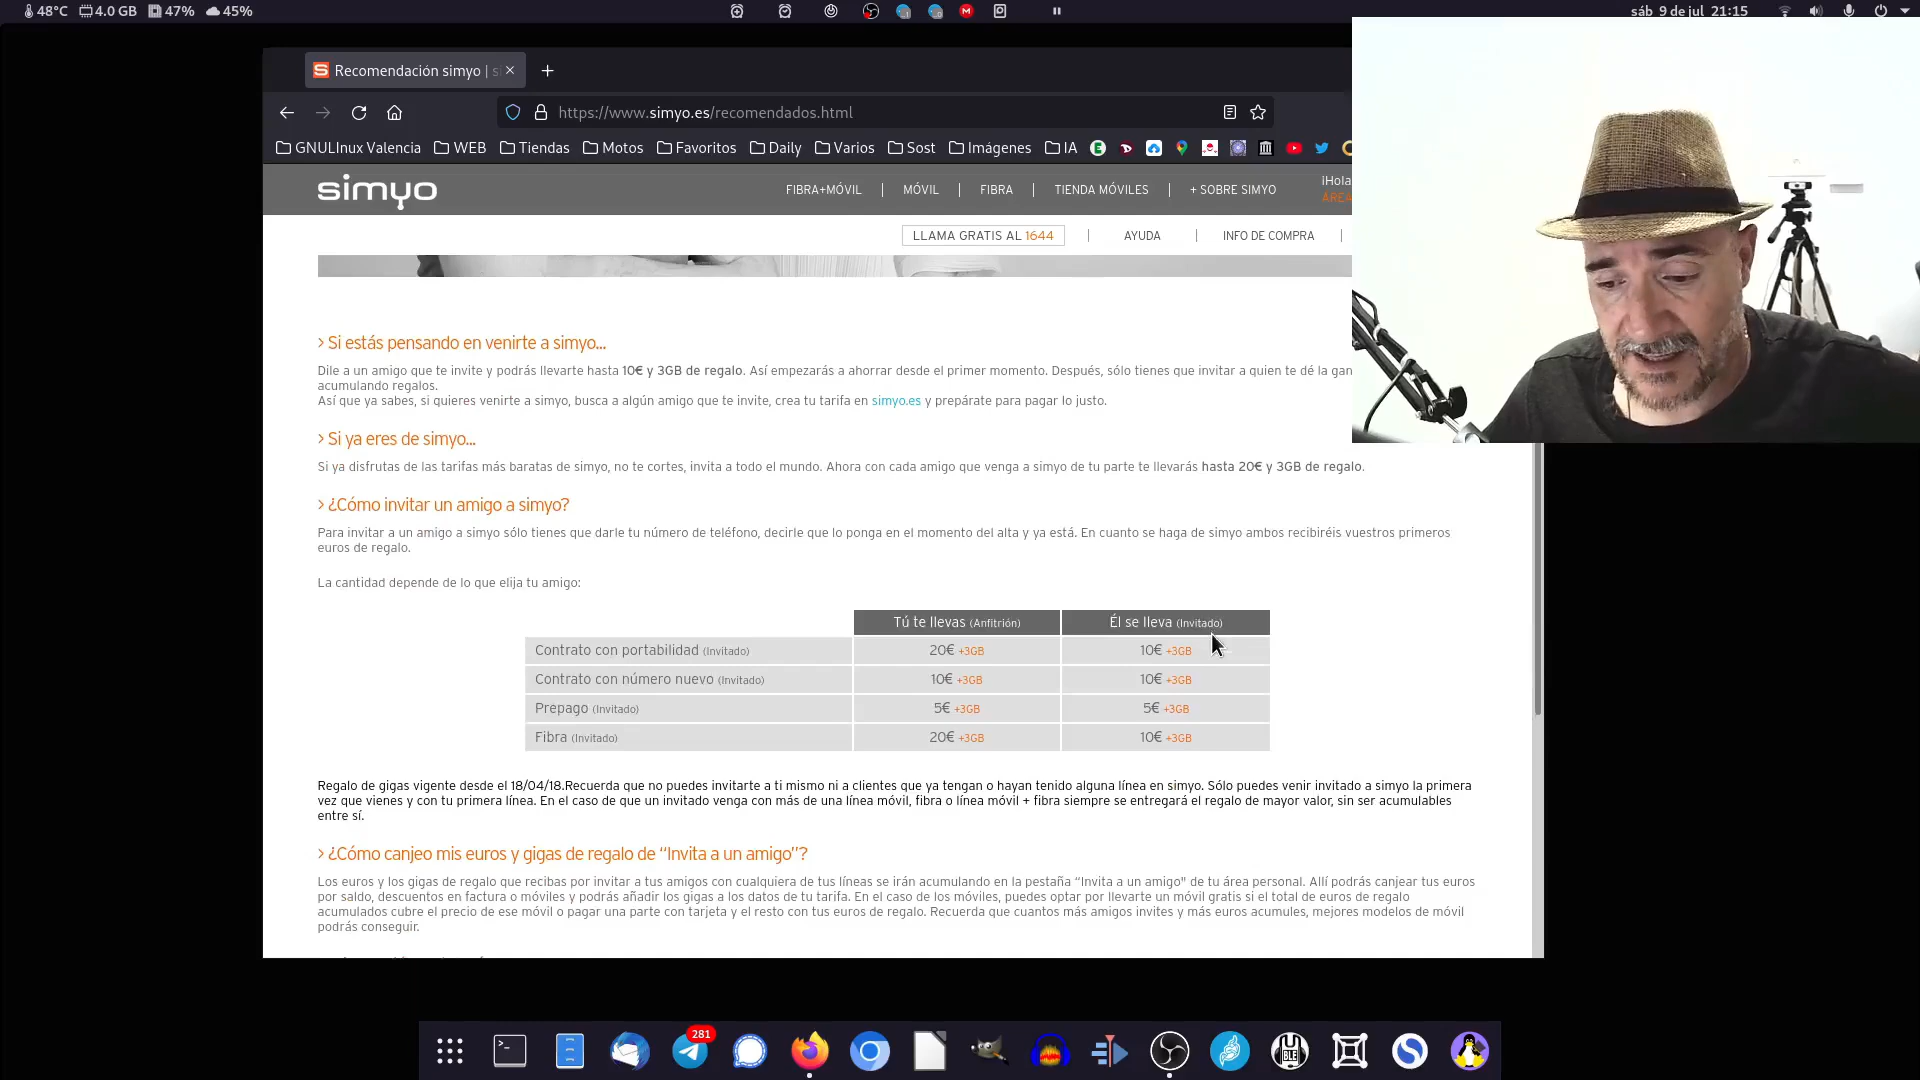 48°C 4.0 GB 47% 45%
sáb 9 de jul 21:15
Recomendación simyo | s
https://www.simyo.es/recomendados.html
GNULInux Valencia WEB Tiendas Motos Favoritos Daily Varios Sost Imágenes IA
simyo
FIBRA+MÓVIL | MÓVIL | FIBRA | TIENDA MÓVILES | + SOBRE SIMYO
¡Hola
ÁREA
LLAMA GRATIS AL 1644 | AYUDA | INFO DE COMPRA |
> Si estás pensando en venirte a simyo...
Dile a un amigo que te invite y podrás llevarte hasta 10€ y 3GB de regalo. Así empezarás a ahorrar desde el primer momento. Después, sólo tienes que invitar a quien te dé la gan
acumulando regalos.
Así que ya sabes, si quieres venirte a simyo, busca a algún amigo que te invite, crea tu tarifa en simyo.es y prepárate para pagar lo justo.
> Si ya eres de simyo...
Si ya disfrutas de las tarifas más baratas de simyo, no te cortes, invita a todo el mundo. Ahora con cada amigo que venga a simyo de tu parte te llevarás hasta 20€ y 3GB de regalo.
> ¿Cómo invitar un amigo a simyo?
Para invitar a un amigo a simyo sólo tienes que darle tu número de teléfono, decirle que lo ponga en el momento del alta y ya está. En cuanto se haga de simyo ambos recibiréis vuestros primeros
euros de regalo.
La cantidad depende de lo que elija tu amigo:
Tú te llevas (Anfitrión) Él se lleva (Invitado)
Contrato con portabilidad (Invitado) 20€ +3GB 10€ +3GB
Contrato con número nuevo (Invitado) 10€ +3GB 10€ +3GB
Prepago (Invitado) 5€ +3GB 5€ +3GB
Fibra (Invitado) 20€ +3GB 10€ +3GB
Regalo de gigas vigente desde el 18/04/18.Recuerda que no puedes invitarte a ti mismo ni a clientes que ya tengan o hayan tenido alguna línea en simyo. Sólo puedes venir invitado a simyo la primera
vez que vienes y con tu primera línea. En el caso de que un invitado venga con más de una línea móvil, fibra o línea móvil + fibra siempre se entregará el regalo de mayor valor, sin ser acumulables
entre sí.
> ¿Cómo canjeo mis euros y gigas de regalo de “Invita a un amigo”?
Los euros y los gigas de regalo que recibas por invitar a tus amigos con cualquiera de tus líneas se irán acumulando en la pestaña “Invita a un amigo" de tu área personal. Allí podrás canjear tus euros
por saldo, descuentos en factura o móviles y podrás añadir los gigas a los datos de tu tarifa. En el caso de los móviles, puedes optar por llevarte un móvil gratis si el total de euros de regalo
acumulados cubre el precio de ese móvil o pagar una parte con tarjeta y el resto con tus euros de regalo. Recuerda que cuantos más amigos invites y más euros acumules, mejores modelos de móvil
podrás conseguir.
281
BLE